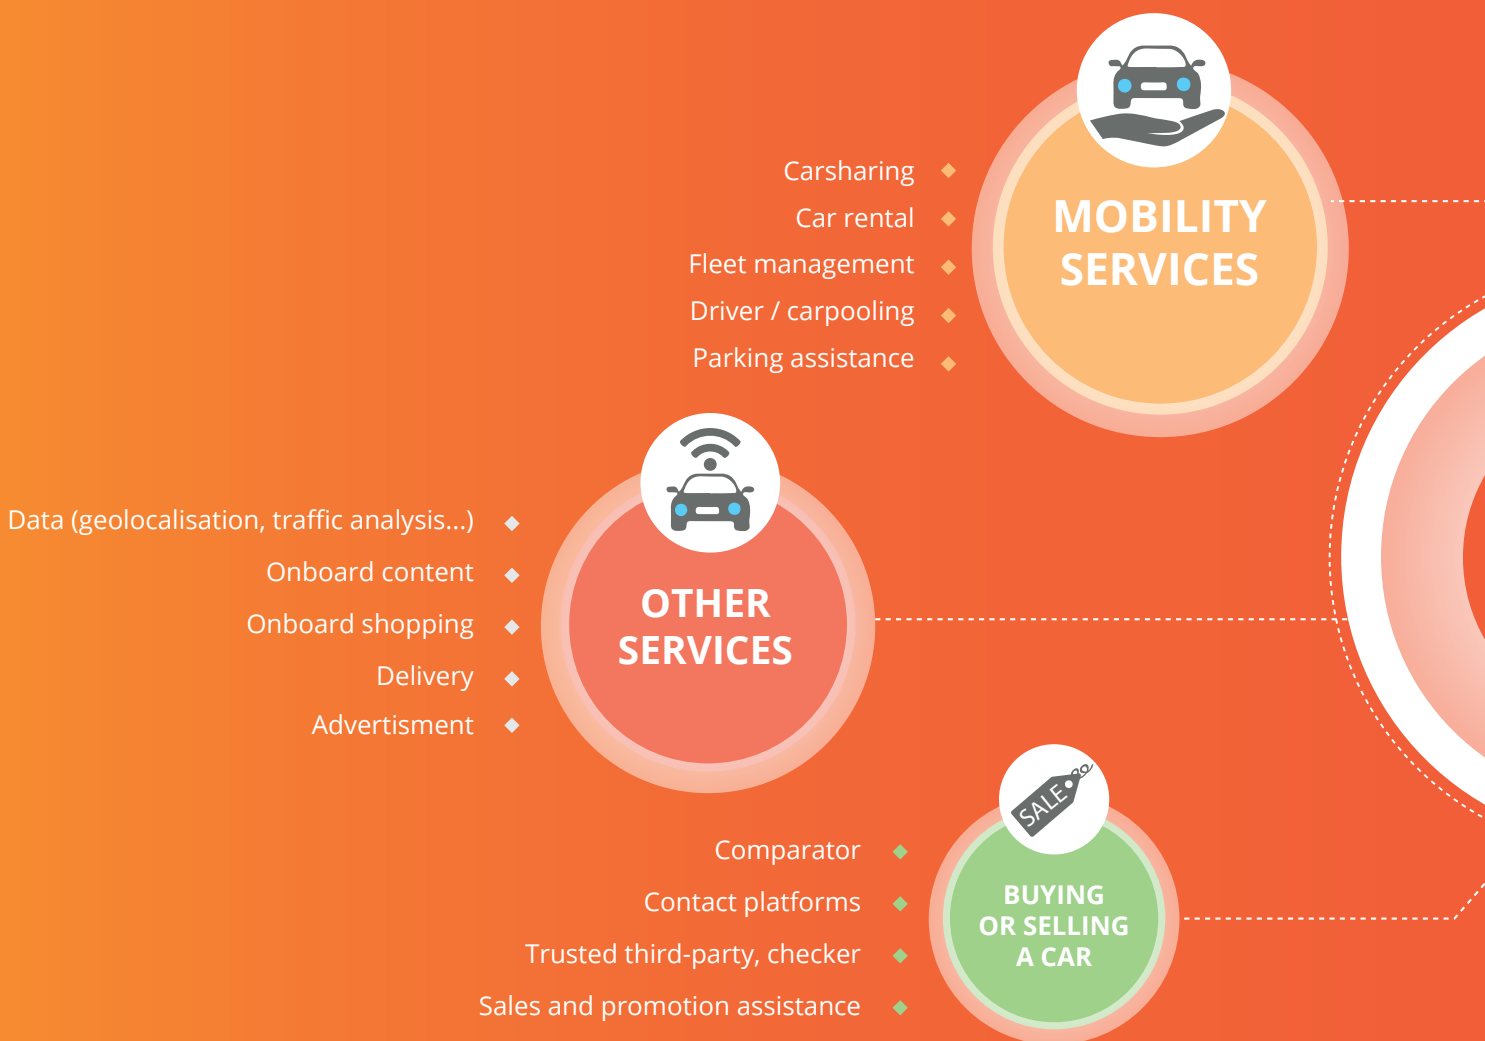 Carsharing
Car rental
Fleet management
Driver / carpooling
Parking assistance
MOBILITY
SERVICES
Data (geolocalisation, traffic analysis...)
Onboard content
Onboard shopping
Delivery
Advertisment
OTHER
SERVICES
SALE
Comparator
Contact platforms
Trusted third-party, checker
Sales and promotion assistance
BUYING
OR SELLING
A CAR